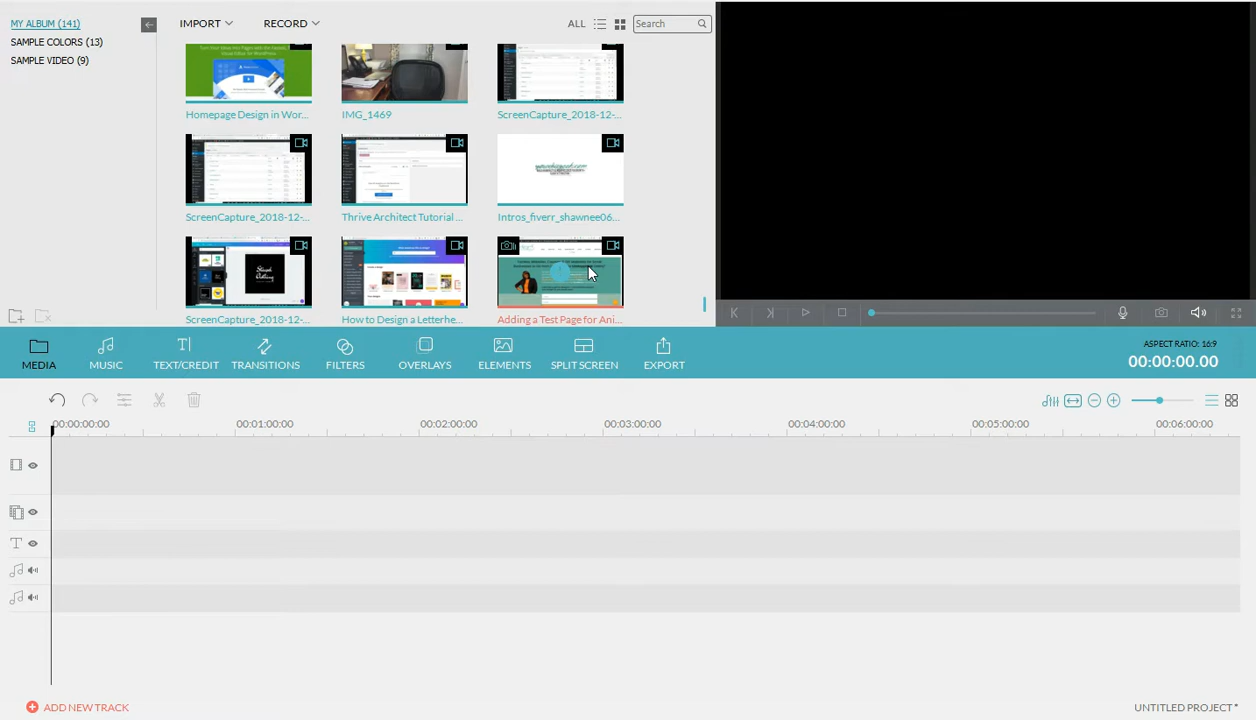 MY ALBUM (141)
SAMPLE COLORS (13)
SAMPLE VIDEO (9)
IMPORT
RECORD
ALL
Search
Homepage Design in Wor...
IMG_1469
ScreenCapture_2018-12-...
ScreenCapture_2018-12-...
Thrive Architect Tutorial ...
Intros_fiverr_shawnee06...
ScreenCapture_2018-12-...
How to Design a Letterhe...
Adding a Test Page for Ani...
MEDIA
MUSIC
TEXT/CREDIT
TRANSITIONS
FILTERS
OVERLAYS
ELEMENTS
SPLIT SCREEN
EXPORT
ASPECT RATIO: 16:9
00:00:00.00
00:00:00:00
00:01:00:00
00:02:00:00
00:03:00:00
00:04:00:00
00:05:00:00
00:06:00:00
ADD NEW TRACK
UNTITLED PROJECT *